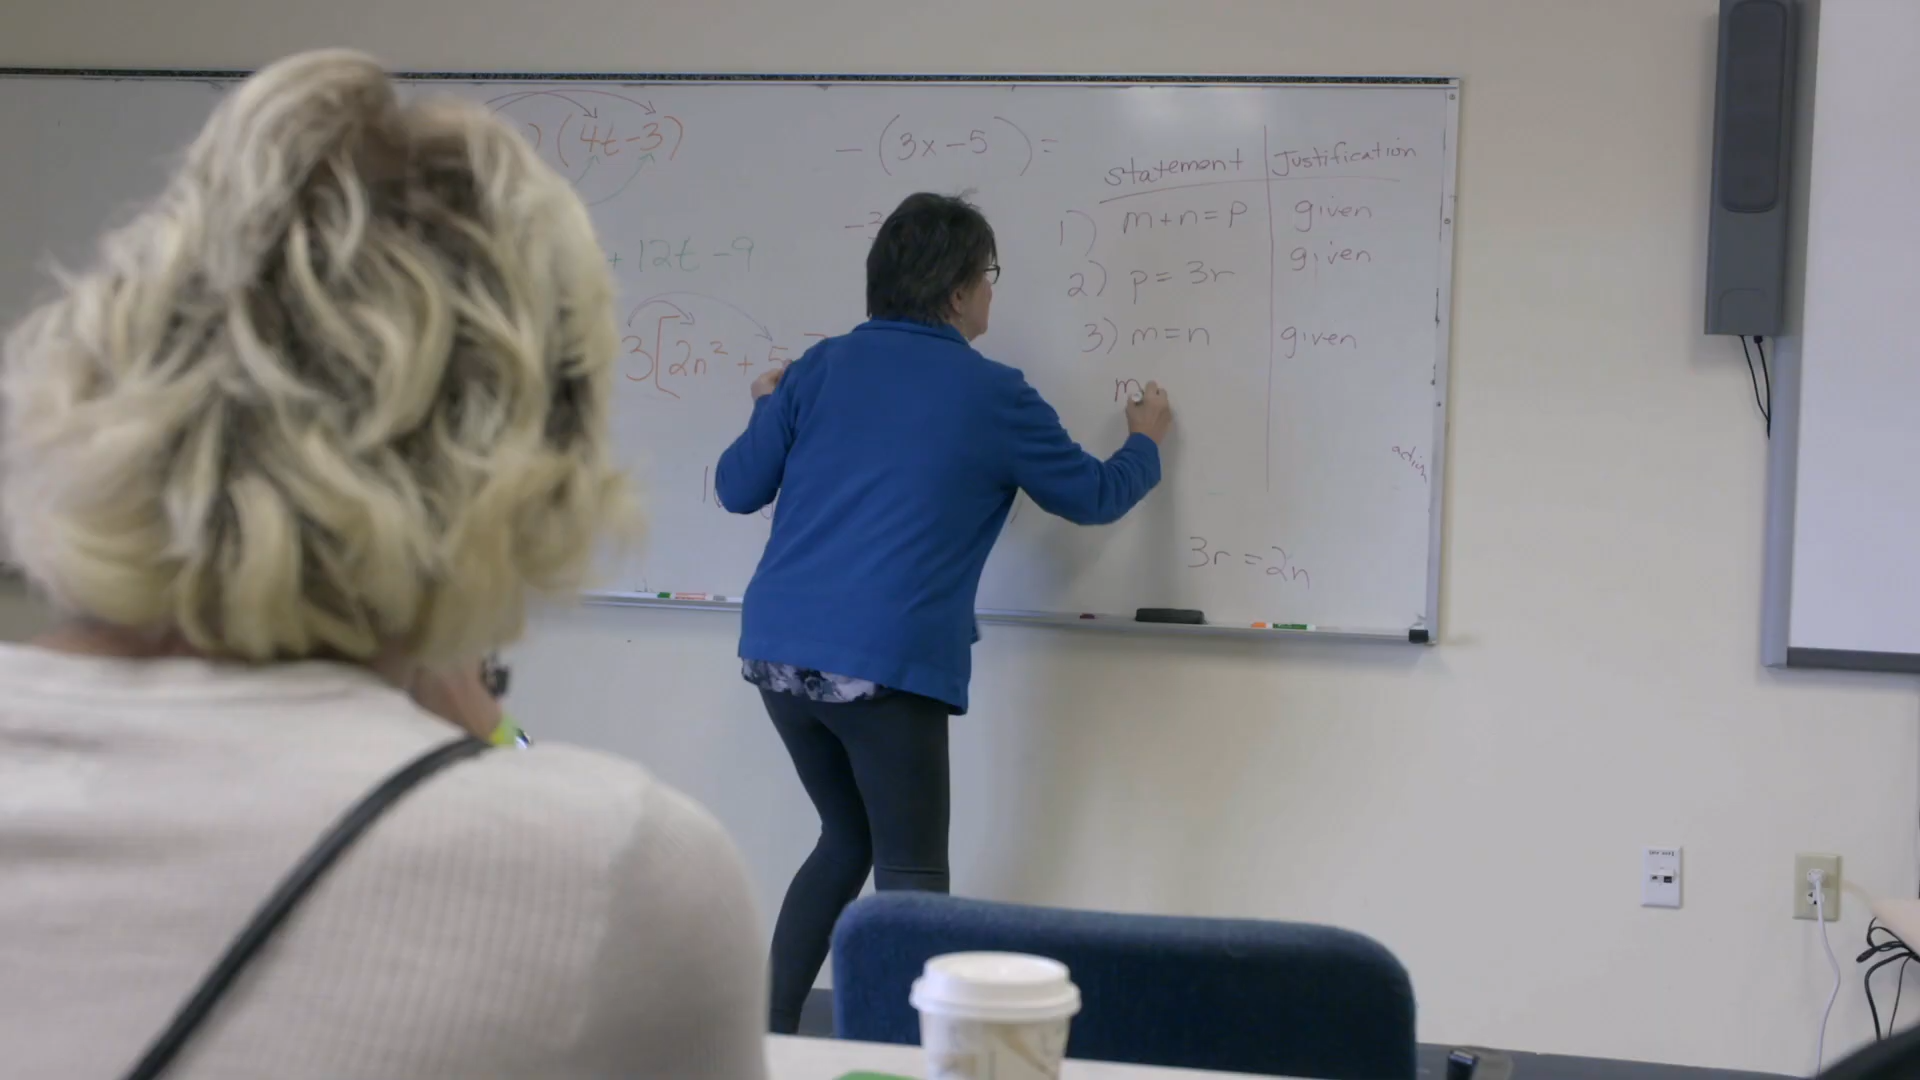 ) (4t-3)
+ 12t - 9
3[2n² + 5
- (3x-5 ) =
statement | Justification
1) m+n=p | given
2) p=3r | given
3) m=n | given
m
3r = 2n